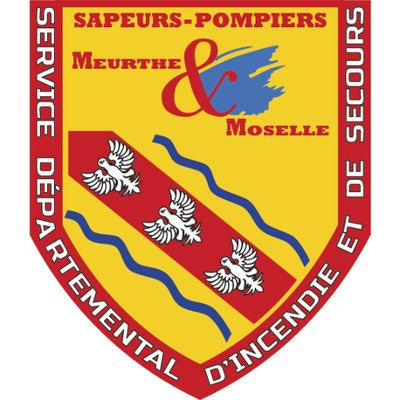 SAPEURS-POMPIERS
MEURTHE
&
MOSELLE
SERVICE DÉPARTEMENTAL D'INCENDIE ET DE SECOURS